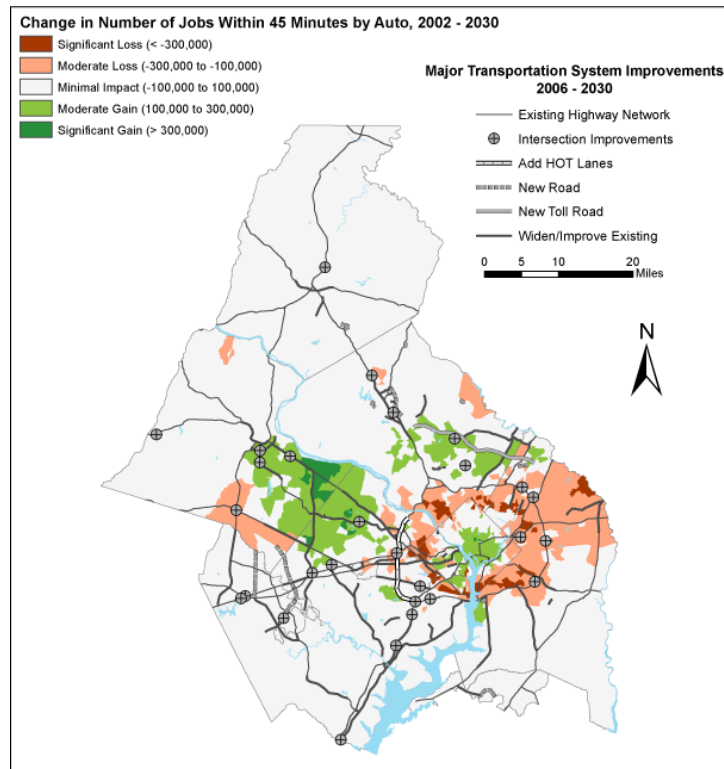 Change in Number of Jobs Within 45 Minutes by Auto, 2002 - 2030
Significant Loss (< -300,000)
Moderate Loss (-300,000 to -100,000)
Minimal Impact (-100,000 to 100,000)
Moderate Gain (100,000 to 300,000)
Significant Gain (> 300,000)
Major Transportation System Improvements
2006 - 2030
Existing Highway Network
Intersection Improvements
Add HOT Lanes
New Road
New Toll Road
Widen/Improve Existing
0 5 10 20
Miles
N